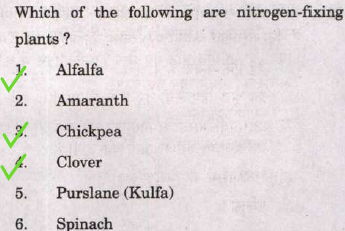 Which of the following are nitrogen-fixing
plants ?
1. Alfalfa
2. Amaranth
3. Chickpea
4. Clover
5. Purslane (Kulfa)
6. Spinach